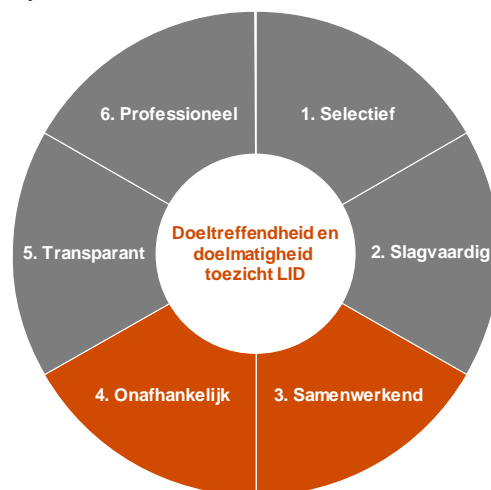 6. Professioneel
1. Selectief
5. Transparant
Doeltreffendheid en
doelmatigheid
toezicht LID
2. Slagvaardig
4. Onafhankelijk
3. Samenwerkend